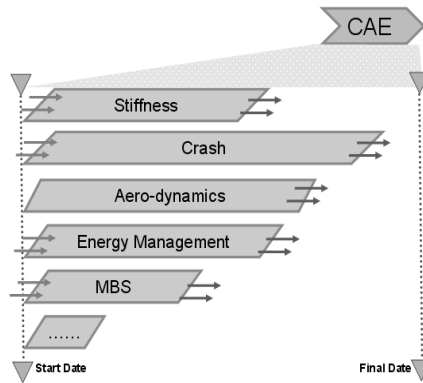 CAE
Stiffness
Crash
Aero-dynamics
Energy Management
MBS
......
Start Date
Final Date